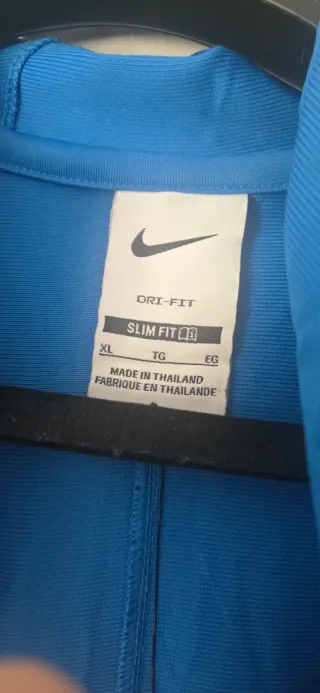 DRI-FIT
SLIM FIT
XL TG EG
MADE IN THAILAND
FABRIQUE EN THAILANDE